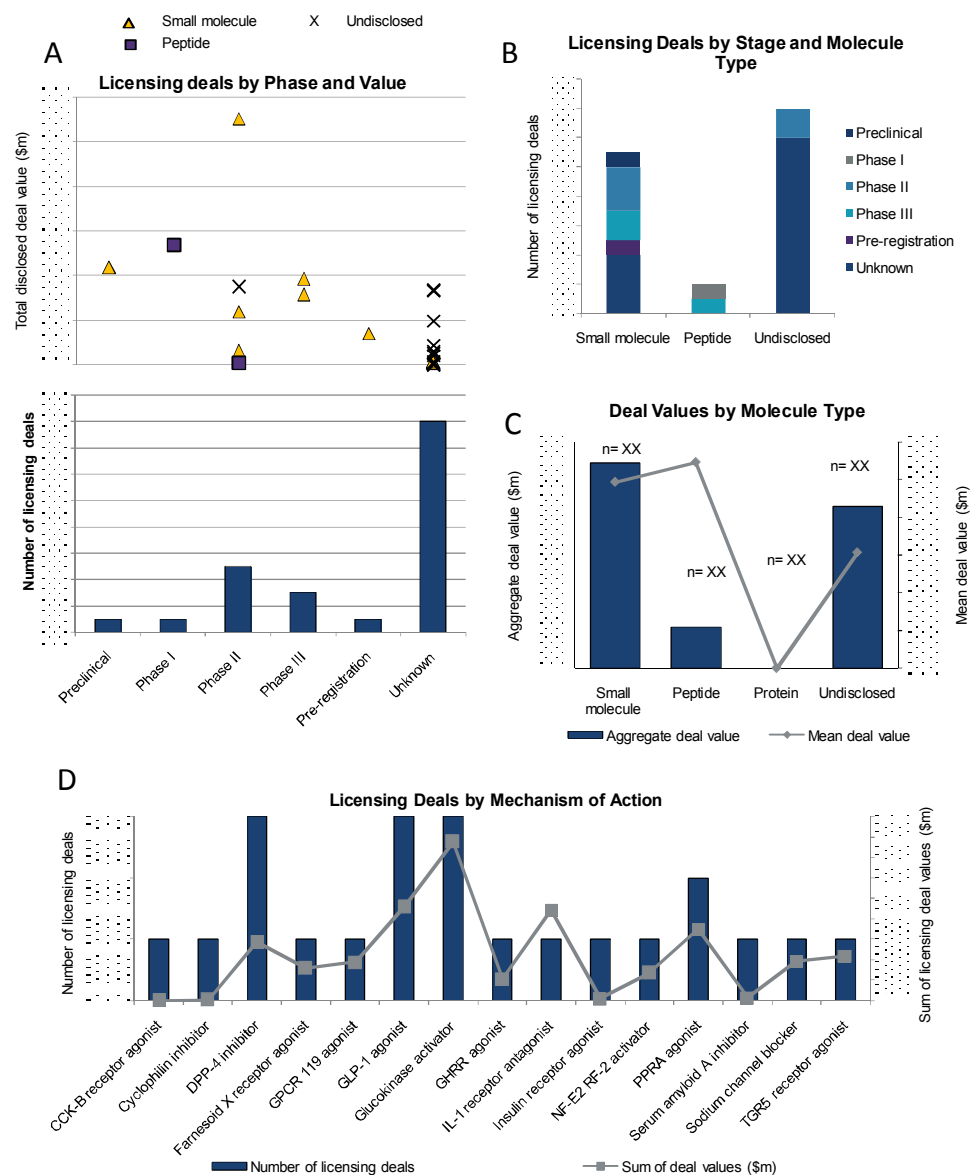 A
Small molecule
Undisclosed
Peptide
Licensing deals by Phase and Value
Total disclosed deal value ($m)
Number of licensing deals
Preclinical
Phase I
Phase II
Phase III
Pre-registration
Unknown
B
Licensing Deals by Stage and Molecule
Type
Number of licensing deals
Preclinical
Phase I
Phase II
Phase III
Pre-registration
Unknown
Small molecule
Peptide
Undisclosed
C
Deal Values by Molecule Type
Aggregate deal value ($m)
n= XX
n= XX
n= XX
n= XX
Mean deal value ($m)
Small
molecule
Peptide
Protein
Undisclosed
Aggregate deal value
Mean deal value
D
Licensing Deals by Mechanism of Action
Number of licensing deals
Sum of licensing deal values ($m)
CCK-B receptor agonist
Cyclophilin inhibitor
DPP-4 inhibitor
Farnesoid X receptor agonist
GPCR 119 agonist
GLP-1 agonist
Glucokinase activator
GHRR agonist
IL-1 receptor antagonist
Insulin receptor agonist
NF-E2 RF-2 activator
PPRA agonist
Serum amyloid A inhibitor
Sodium channel blocker
TGR5 receptor agonist
Number of licensing deals
Sum of deal values ($m)